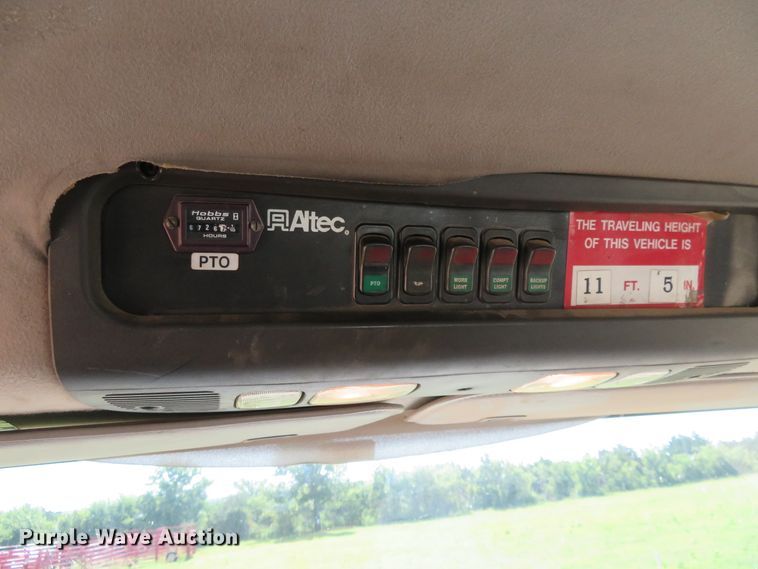 Hobbs
QUARTZ
HOURS
PTO
Altec
PTO
WORK
LIGHT
COMPT
LIGHT
BACKUP
LIGHTS
THE TRAVELING HEIGHT
OF THIS VEHICLE IS
11 FT. 5 IN.
Purple Wave Auction